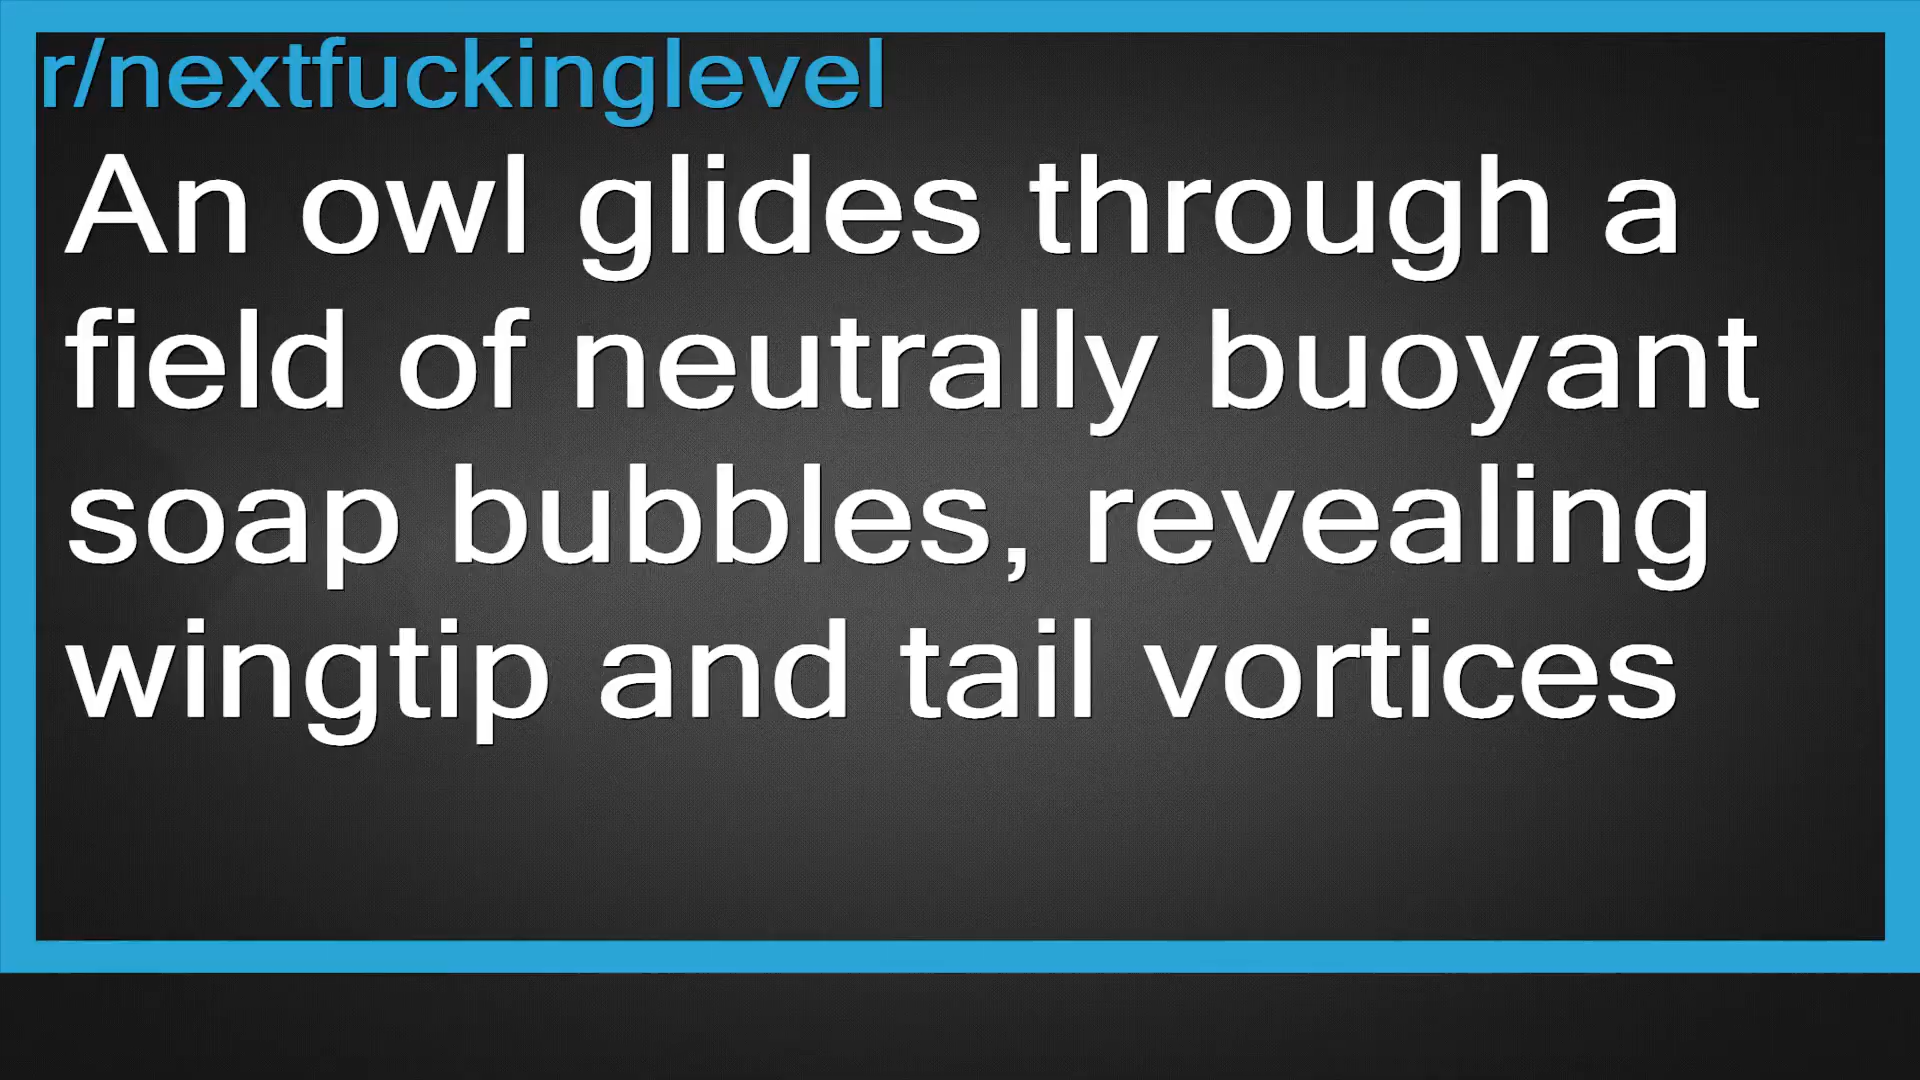 r/nextfuckinglevel
An owl glides through a
field of neutrally buoyant
soap bubbles, revealing
wingtip and tail vortices